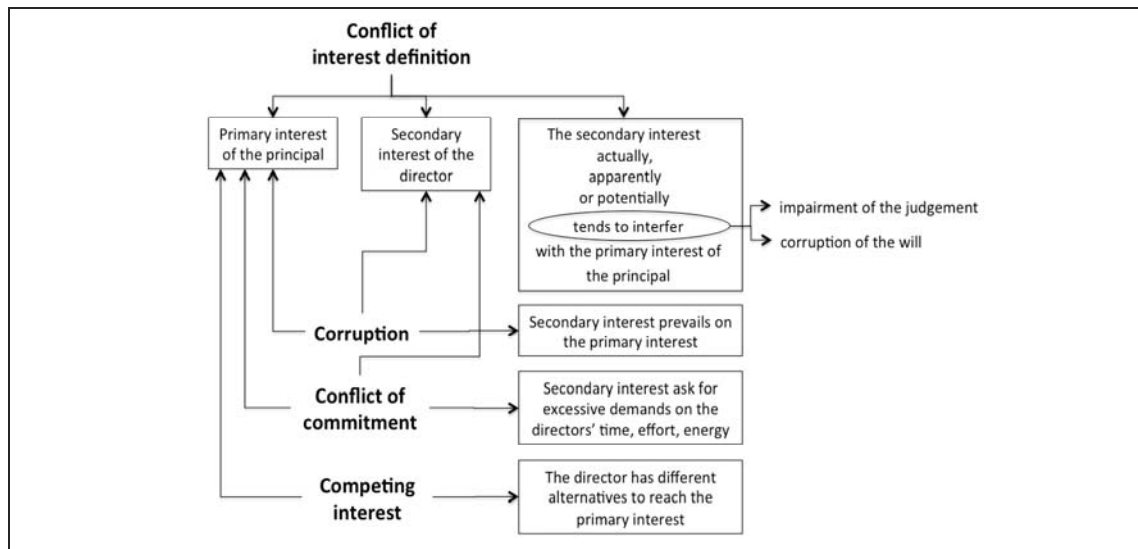 Conflict of
interest definition
Primary interest
of the principal
Secondary
interest of the
director
The secondary interest
actually,
apparently
or potentially
tends to interfer
with the primary interest of
the principal
impairment of the judgement
corruption of the will
Corruption
Secondary interest prevails on
the primary interest
Conflict of
commitment
Secondary interest ask for
excessive demands on the
directors' time, effort, energy
Competing
interest
The director has different
alternatives to reach the
primary interest